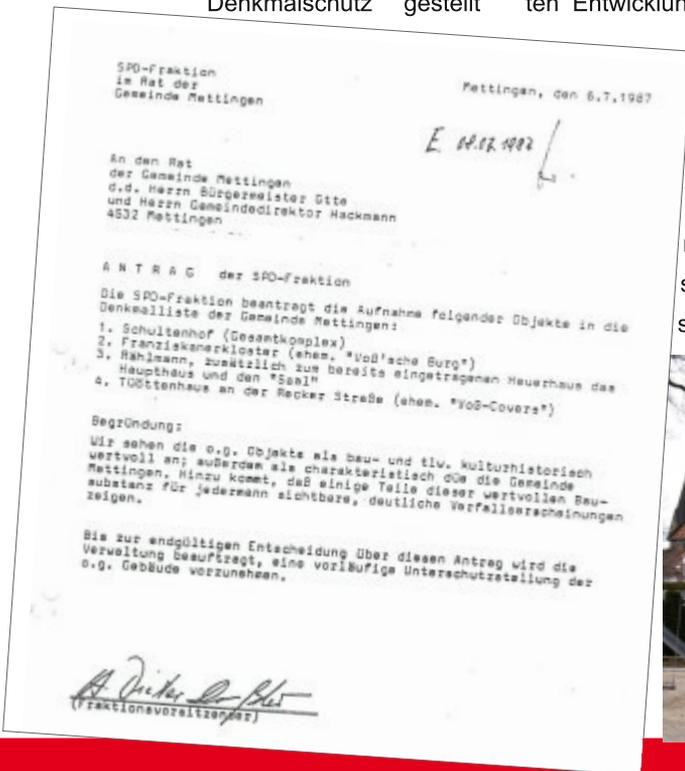 Denkmalschutz gestellt ten Entwicklun
SPD-Fraktion
im Rat der
Gemeinde Mettingen
Mettingen, den 6.7.1987
E. 08.07.1987
An den Rat
der Gemeinde Mettingen
d.d. Herrn Bürgermeister Otte
und Herrn Gemeindedirektor Hackmann
4532 Mettingen
A N T R A G der SPD-Fraktion
Die SPD-Fraktion beantragt die Aufnahme folgender Objekte in die
Denkmalliste der Gemeinde Mettingen:
1. Schultenhof (Gesamtkomplex)
2. Franziskanerkloster (ehem. "Voß'sche Burg")
3. Rählmann, zusätzlich zum bereits eingetragenen Heuerhaus das
Haupthaus und den "Saal"
4. Tüöttenhaus an der Recker Straße (ehem. "Voß-Covers")
Begründung:
Wir sehen die o.g. Objekte als bau- und tlw. kulturhistorisch
wertvoll an; außerdem als charakteristisch für die Gemeinde
Mettingen. Hinzu kommt, daß einige Teile dieser wertvollen Bau-
substanz für jedermann sichtbare, deutliche Verfallserscheinungen
zeigen.
Bis zur endgültigen Entscheidung über diesen Antrag wird die
Verwaltung beauftragt, eine vorläufige Unterschutzstellung der
o.g. Gebäude vorzunehmen.
(Fraktionsvorsitzender)